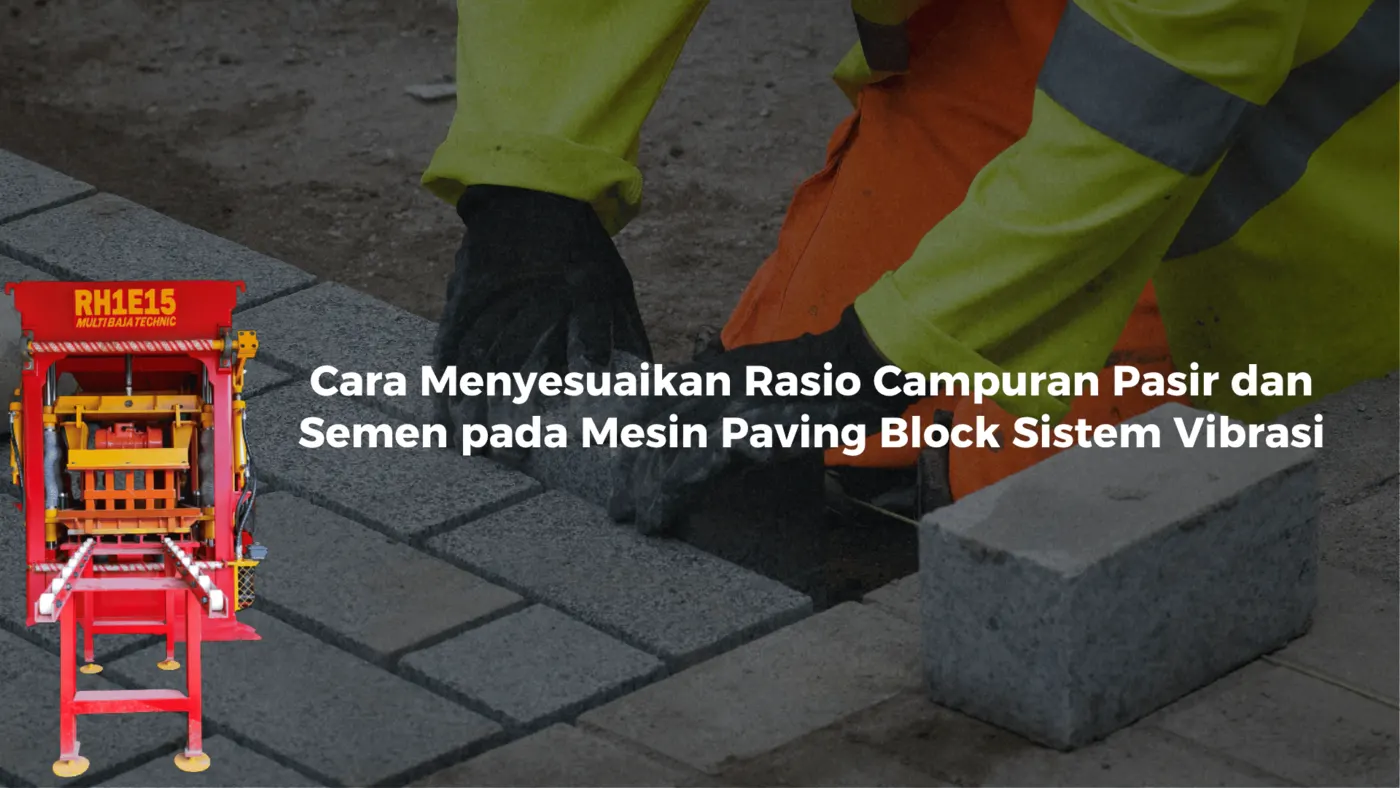 RH1E15
MULTI BAJA TECHNIC
Cara Menyesuaikan Rasio Campuran Pasir dan
Semen pada Mesin Paving Block Sistem Vibrasi